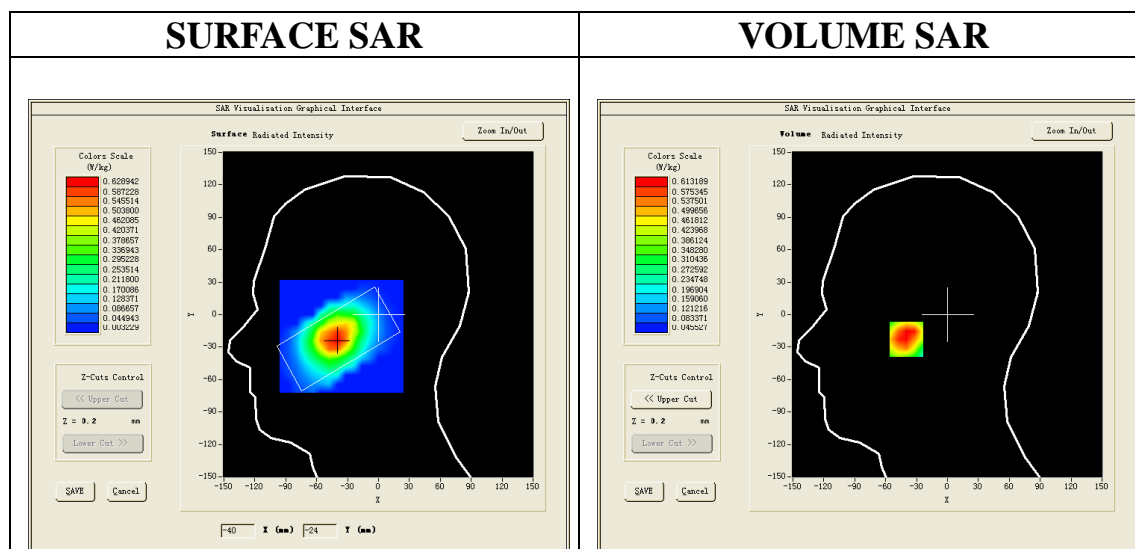 SURFACE SAR
VOLUME SAR
SAR Visualisation Graphical Interface
Surface Radiated Intensity
Zoom In/Out
Colors Scale
(W/kg)
0.628942
0.587228
0.545514
0.503800
0.462085
0.420371
0.378657
0.336943
0.295228
0.253514
0.211800
0.170086
0.128371
0.086657
0.044943
0.003229
150
120
90
60
30
0
-30
-60
-90
-120
-150
Y
-150 -120 -90 -60 -30 0 30 60 90 120 150
X
Z-Cuts Control
<< Upper Cut
Z = 0.2 mm
Lower Cut >>
SAVE
Cancel
-40 X (mm) -24 Y (mm)
SAR Visualisation Graphical Interface
Volume Radiated Intensity
Zoom In/Out
Colors Scale
(W/kg)
0.613189
0.575345
0.537501
0.499656
0.461812
0.423968
0.386124
0.348280
0.310436
0.272592
0.234748
0.196904
0.159060
0.121216
0.083371
0.045527
150
120
90
60
30
0
-30
-60
-90
-120
-150
Y
-150 -120 -90 -60 -30 0 30 60 90 120 150
X
Z-Cuts Control
<< Upper Cut
Z = 0.2 mm
Lower Cut >>
SAVE
Cancel